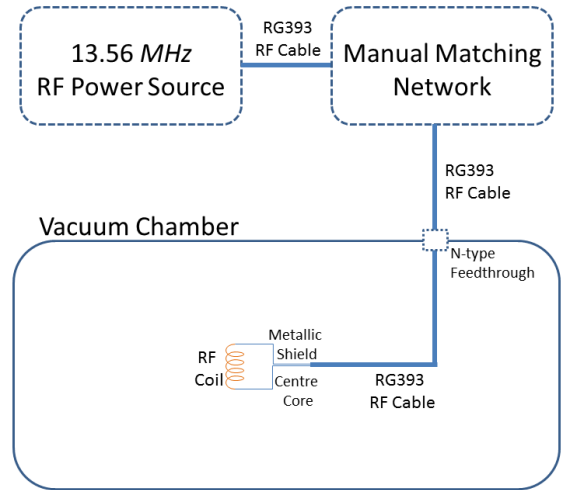 RG393
RF Cable
13.56 MHz
RF Power Source
Manual Matching
Network
RG393
RF Cable
Vacuum Chamber
N-type
Feedthrough
Metallic
Shield
RF
Coil
Centre
Core
RG393
RF Cable